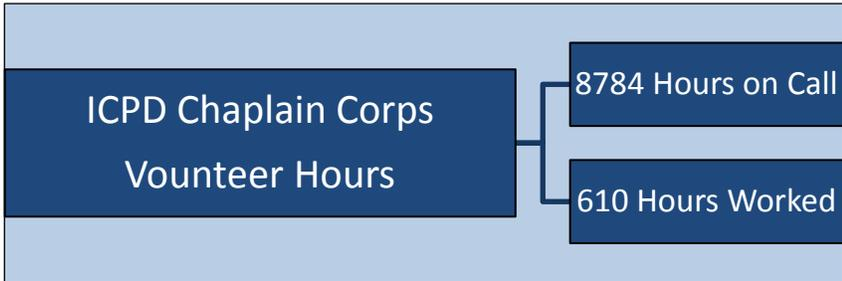 ICPD Chaplain Corps
Vounteer Hours
8784 Hours on Call
610 Hours Worked